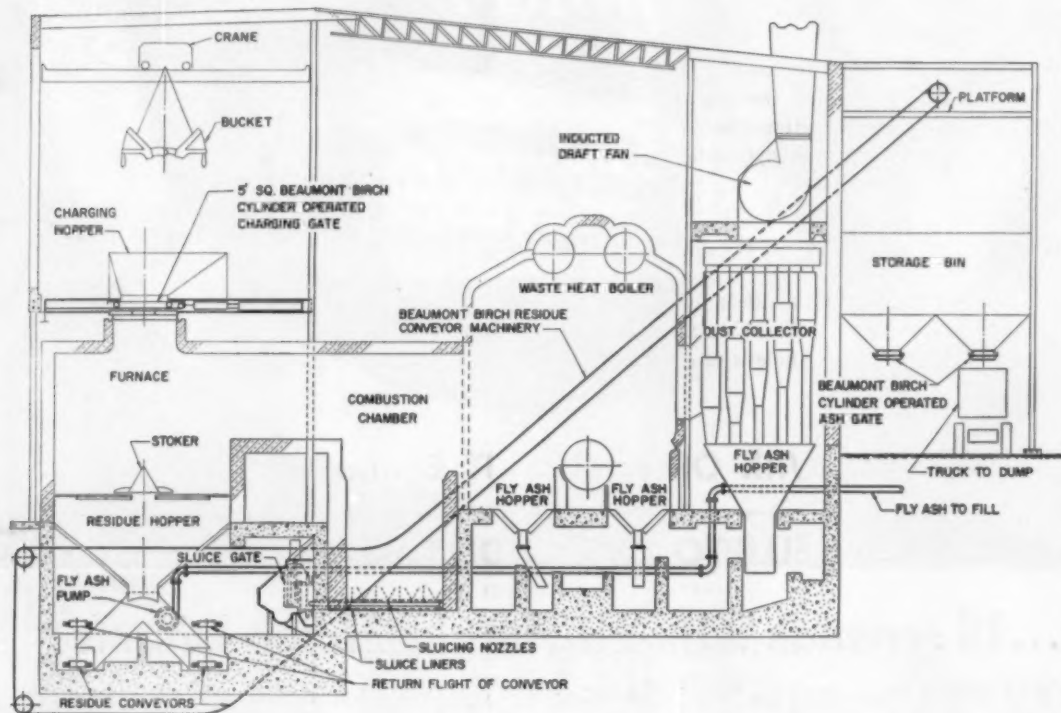 CRANE
BUCKET
5' SQ. BEAUMONT BIRCH
CYLINDER OPERATED
CHARGING GATE
CHARGING
HOPPER
INDUCTED
DRAFT FAN
PLATFORM
STORAGE BIN
WASTE HEAT BOILER
BEAUMONT BIRCH RESIDUE
CONVEYOR MACHINERY
DUST COLLECTOR
FURNACE
COMBUSTION
CHAMBER
BEAUMONT BIRCH
CYLINDER OPERATED
ASH GATE
STOKER
FLY ASH
HOPPER
FLY ASH
HOPPER
FLY ASH
HOPPER
TRUCK TO DUMP
FLY ASH TO FILL
RESIDUE HOPPER
SLUICE GATE
FLY ASH
PUMP
SLUICING NOZZLES
SLUICE LINERS
RETURN FLIGHT OF CONVEYOR
RESIDUE CONVEYORS